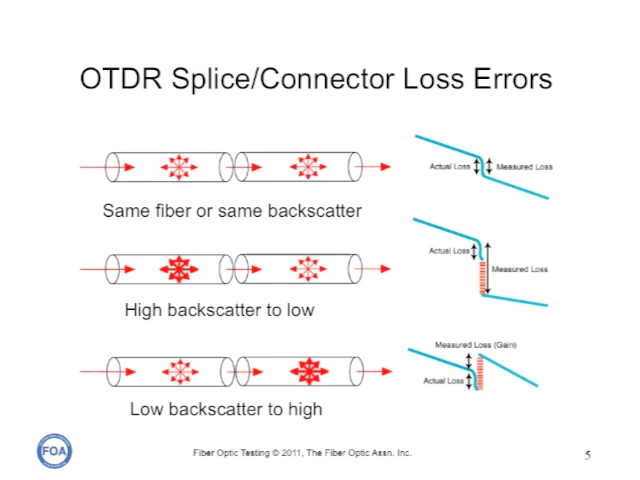 OTDR Splice/Connector Loss Errors
Actual Loss Measured Loss
Same fiber or same backscatter
Actual Loss
Measured Loss
High backscatter to low
Measured Loss (Gain)
Actual Loss
Low backscatter to high
FOA
Fiber Optic Testing © 2011, The Fiber Optic Assn. Inc.
5